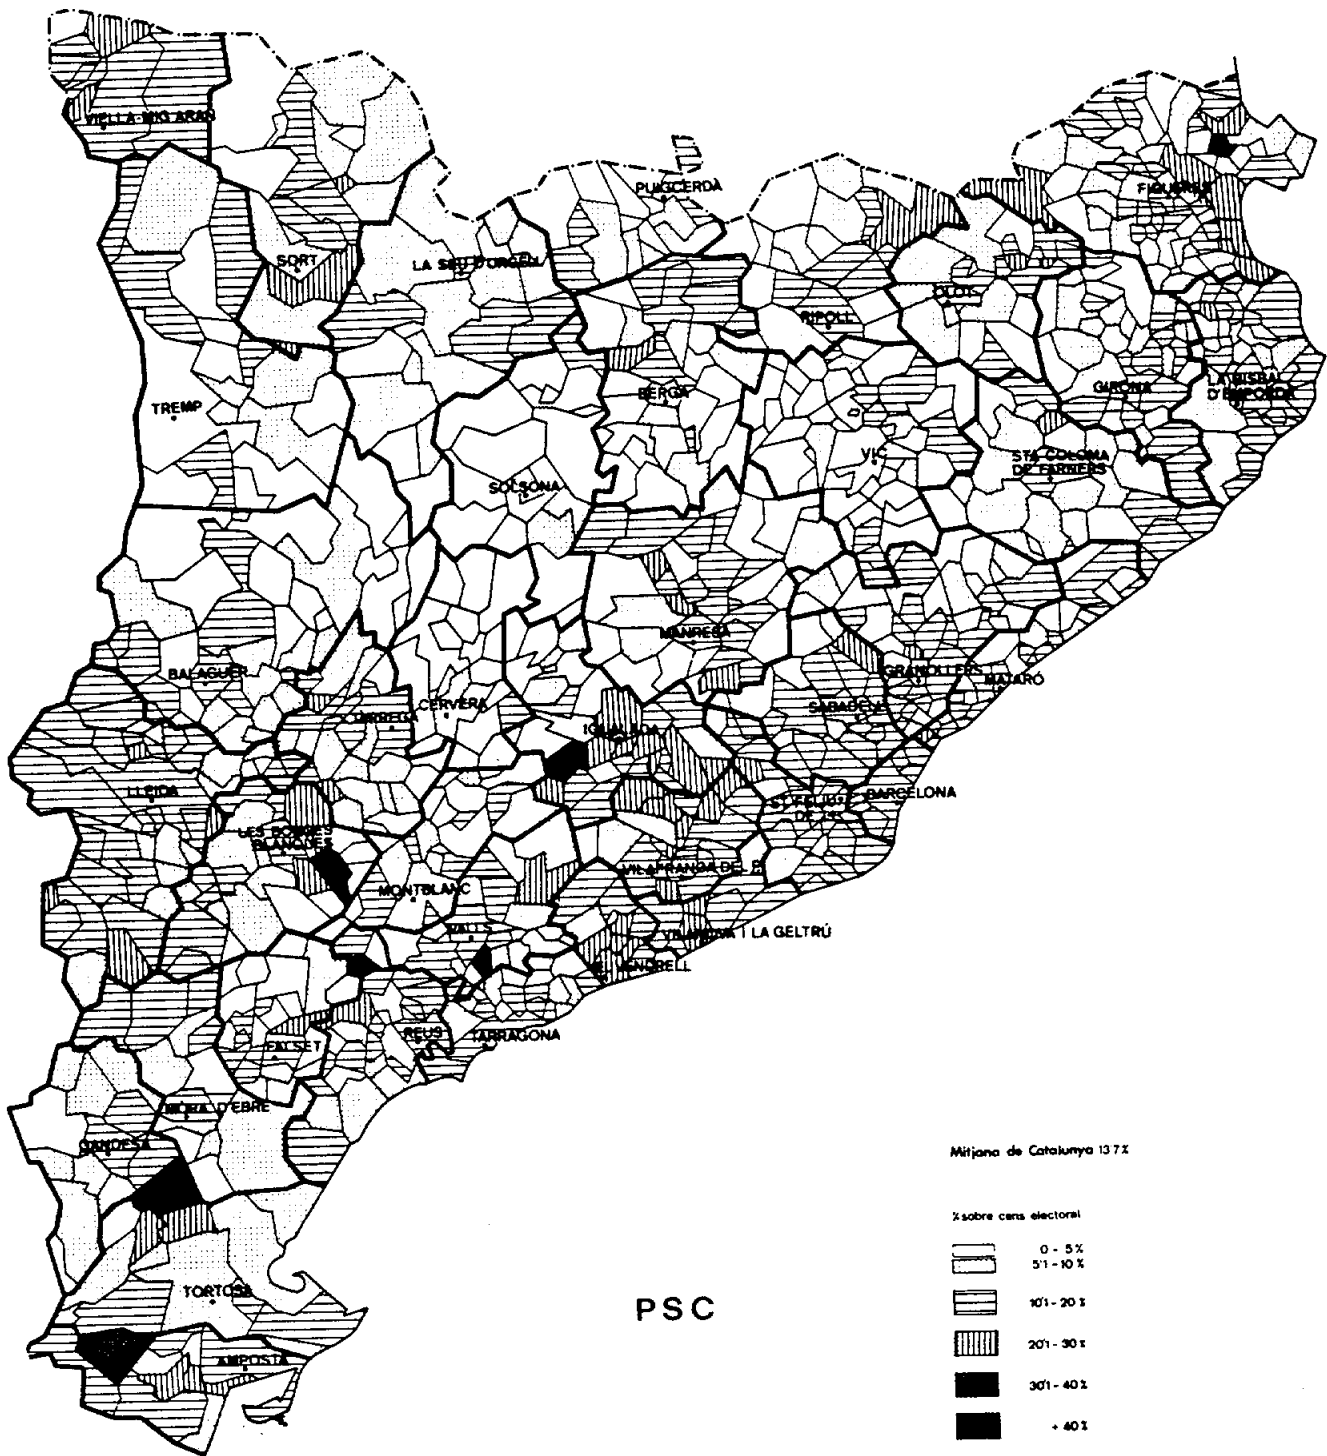 VIELLA-MIG ARAN
PUIGCERDÀ
FIGUERES
SORT
LA SEU D'URGELL
OLOT
RIPOLL
TREMP
BERGA
GIRONA
LA BISBAL
D'EMPORDÀ
VIC
STA COLOMA
DE FARNERS
SOLSONA
MANRESA
BALAGUER
GRANOLLERS
MATARÓ
CERVERA
TÀRREGA
SABADELL
IGUALADA
LLEIDA
ST FELIU
DE
BARCELONA
LES BORGES
BLANQUES
VILAFRANCA DEL P.
MONTBLANC
VALLS
VILANOVA I LA GELTRÚ
VENDRELL
REUS
TARRAGONA
FALSET
MORA D'EBRE
GANDESA
TORTOSA
AMPOSTA
PSC
Mitjana de Catalunya 13'7%
% sobre cens electoral
0 - 5%
5'1 - 10 %
10'1 - 20 %
20'1 - 30 %
30'1 - 40 %
+ 40 %